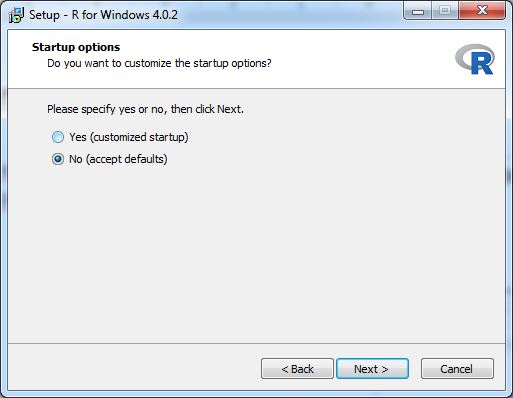 Setup - R for Windows 4.0.2
Startup options
Do you want to customize the startup options?
R
Please specify yes or no, then click Next.
Yes (customized startup)
No (accept defaults)
< Back
Next >
Cancel